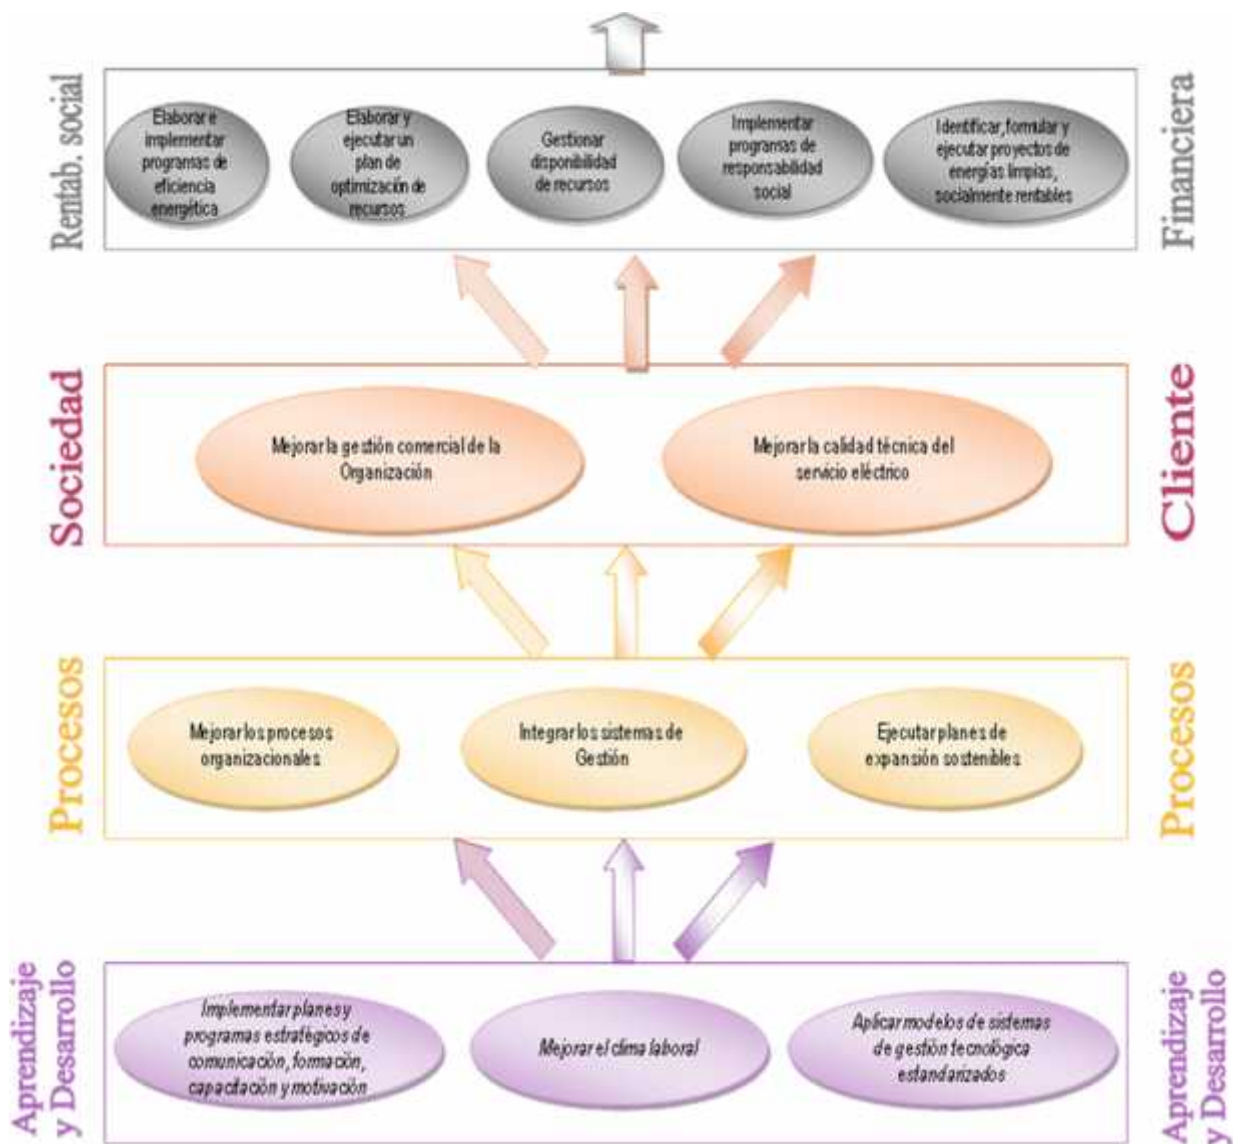 Rentab. social
Elaborar e
implementar
programas de
eficiencia
energética
Elaborar y
ejecutar un
plan de
optimización de
recursos
Gestionar
disponibilidad
de recursos
Implementar
programas de
responsabilidad
social
Identificar, formular y
ejecutar proyectos de
energías limpias,
socialmente rentables
Financiera
Sociedad
Mejorar la gestión comercial de la
Organización
Mejorar la calidad técnica del
servicio eléctrico
Cliente
Procesos
Mejorar los procesos
organizacionales
Integrar los sistemas de
Gestión
Ejecutar planes de
expansión sostenibles
Procesos
Aprendizaje
y Desarrollo
Implementar planes y
programas estratégicos de
comunicación, formación,
capacitación y motivación
Mejorar el clima laboral
Aplicar modelos de sistemas
de gestión tecnológica
estandarizados
Aprendizaje
y Desarollo